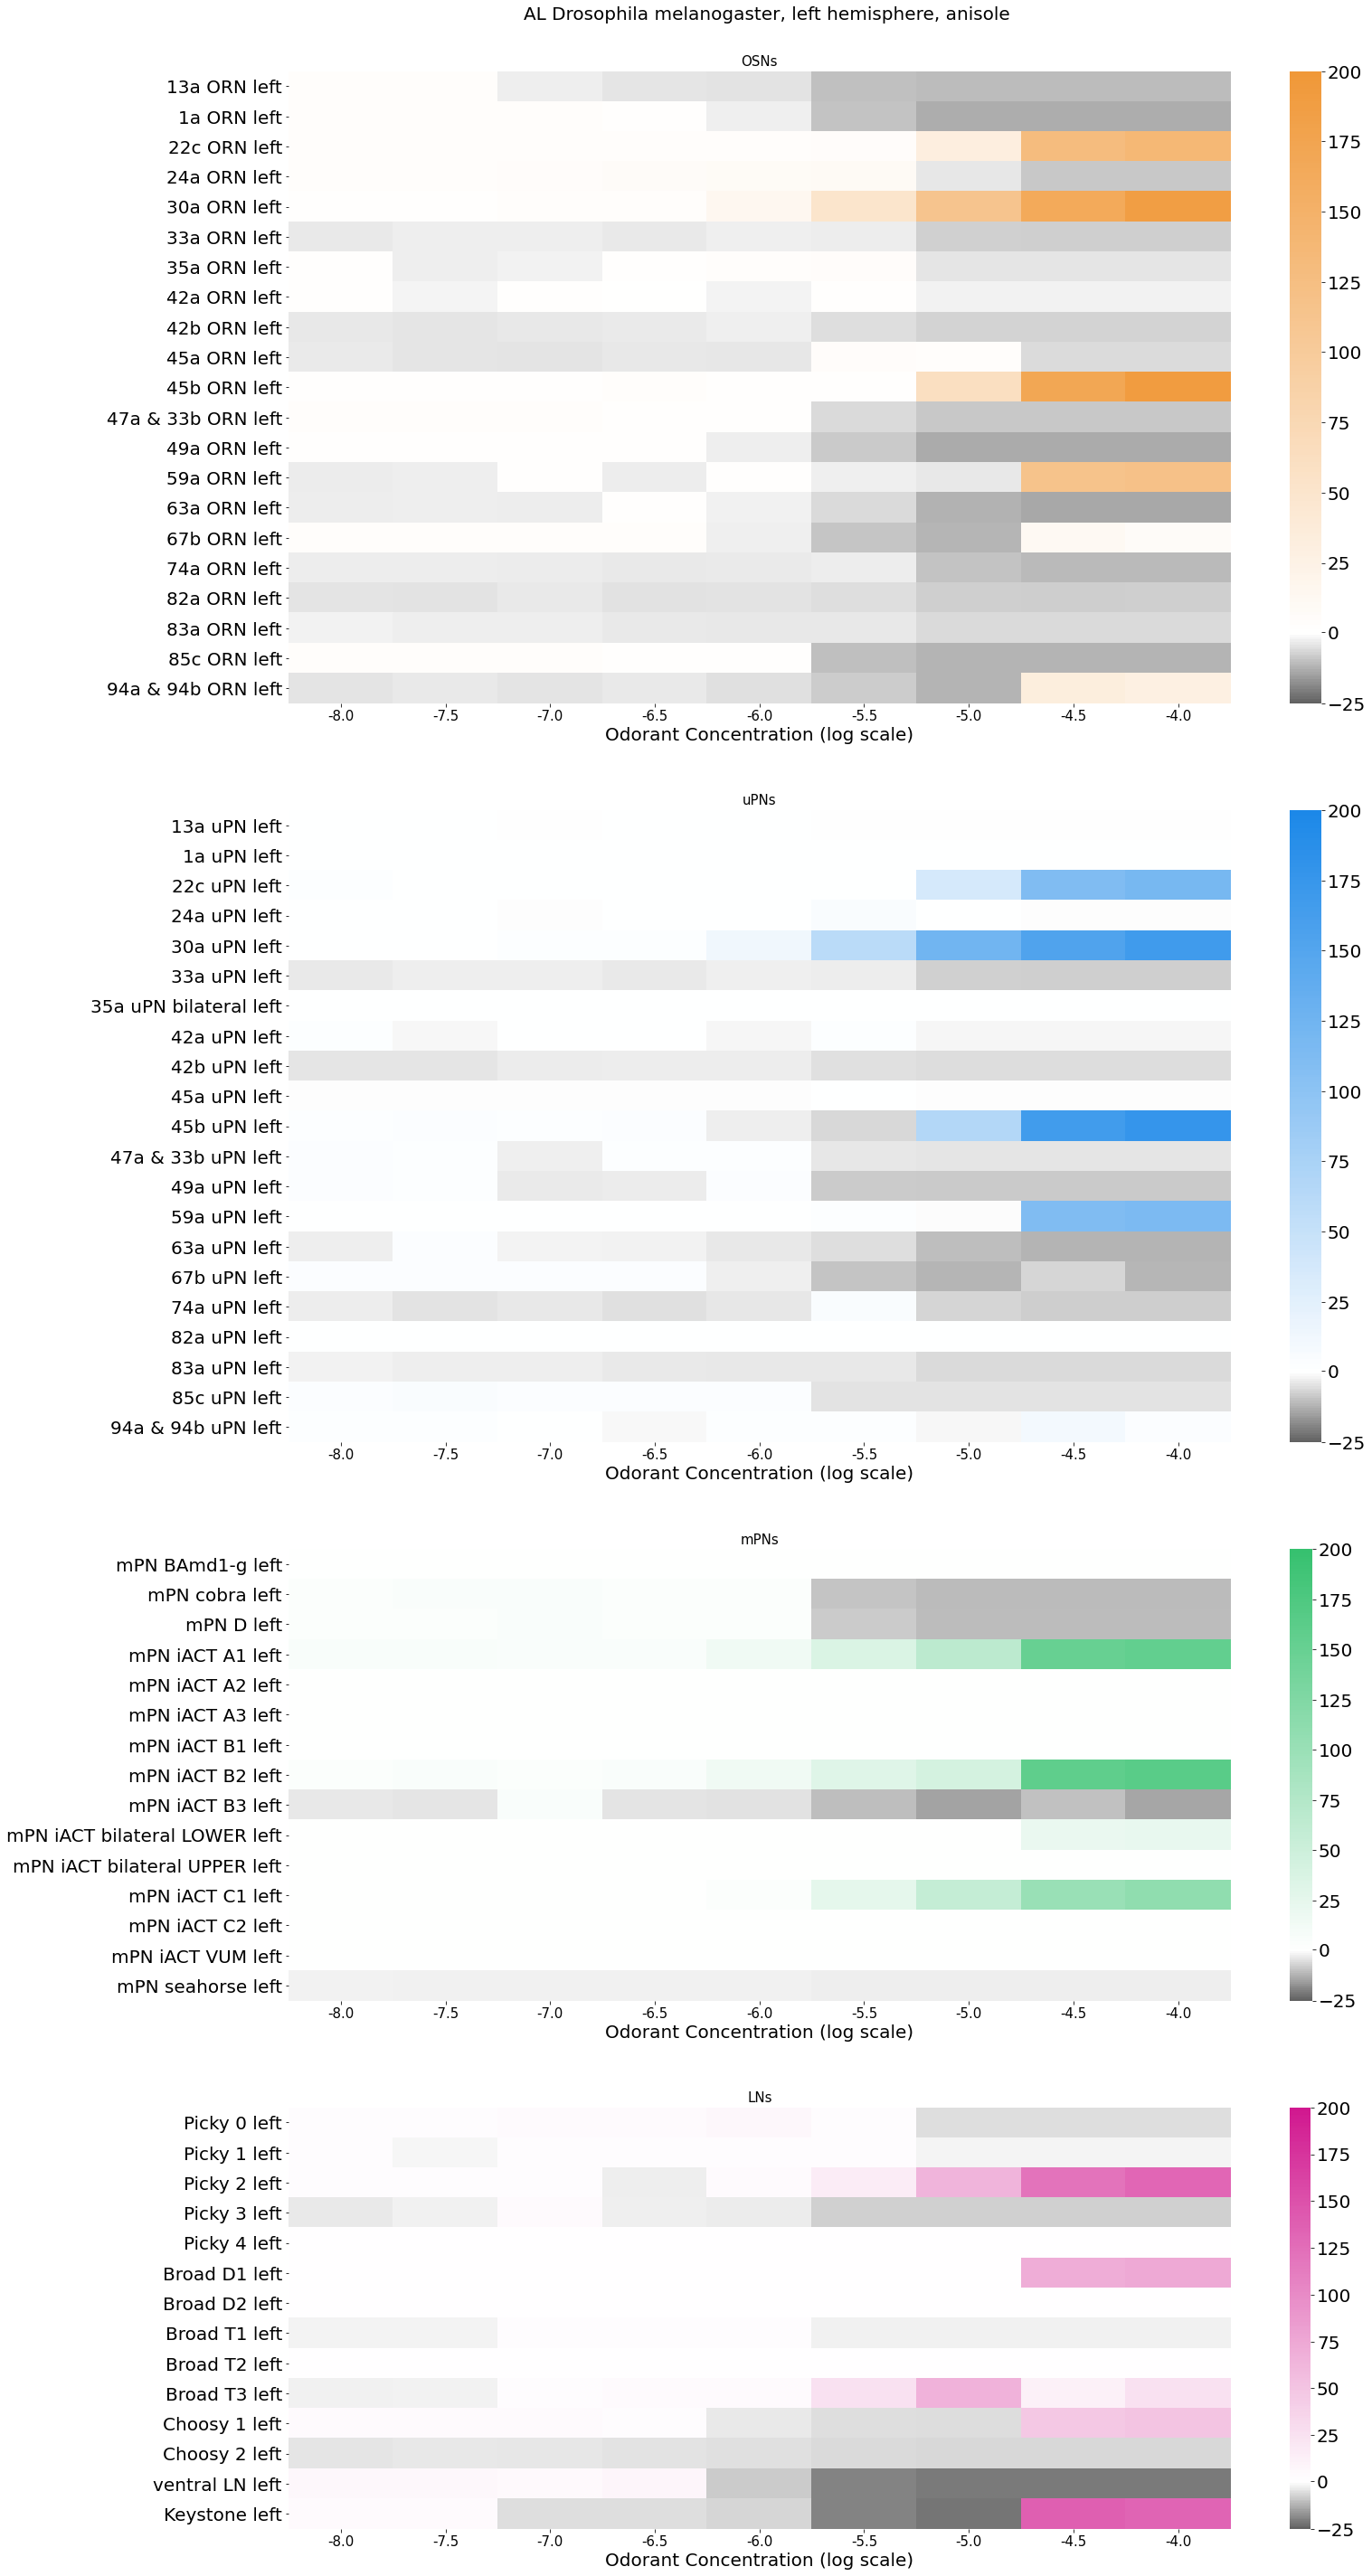 AL Drosophila melanogaster, left hemisphere, anisole
OSNs
13a ORN left
1a ORN left
22c ORN left
24a ORN left
30a ORN left
33a ORN left
35a ORN left
42a ORN left
42b ORN left
45a ORN left
45b ORN left
47a & 33b ORN left
49a ORN left
59a ORN left
63a ORN left
67b ORN left
74a ORN left
82a ORN left
83a ORN left
85c ORN left
94a & 94b ORN left
-8.0 -7.5 -7.0 -6.5 -6.0 -5.5 -5.0 -4.5 -4.0
Odorant Concentration (log scale)
200
175
150
125
100
75
50
25
0
−25
uPNs
13a uPN left
1a uPN left
22c uPN left
24a uPN left
30a uPN left
33a uPN left
35a uPN bilateral left
42a uPN left
42b uPN left
45a uPN left
45b uPN left
47a & 33b uPN left
49a uPN left
59a uPN left
63a uPN left
67b uPN left
74a uPN left
82a uPN left
83a uPN left
85c uPN left
94a & 94b uPN left
-8.0 -7.5 -7.0 -6.5 -6.0 -5.5 -5.0 -4.5 -4.0
Odorant Concentration (log scale)
200
175
150
125
100
75
50
25
0
−25
mPNs
mPN BAmd1-g left
mPN cobra left
mPN D left
mPN iACT A1 left
mPN iACT A2 left
mPN iACT A3 left
mPN iACT B1 left
mPN iACT B2 left
mPN iACT B3 left
mPN iACT bilateral LOWER left
mPN iACT bilateral UPPER left
mPN iACT C1 left
mPN iACT C2 left
mPN iACT VUM left
mPN seahorse left
-8.0 -7.5 -7.0 -6.5 -6.0 -5.5 -5.0 -4.5 -4.0
Odorant Concentration (log scale)
200
175
150
125
100
75
50
25
0
−25
LNs
Picky 0 left
Picky 1 left
Picky 2 left
Picky 3 left
Picky 4 left
Broad D1 left
Broad D2 left
Broad T1 left
Broad T2 left
Broad T3 left
Choosy 1 left
Choosy 2 left
ventral LN left
Keystone left
-8.0 -7.5 -7.0 -6.5 -6.0 -5.5 -5.0 -4.5 -4.0
Odorant Concentration (log scale)
200
175
150
125
100
75
50
25
0
−25